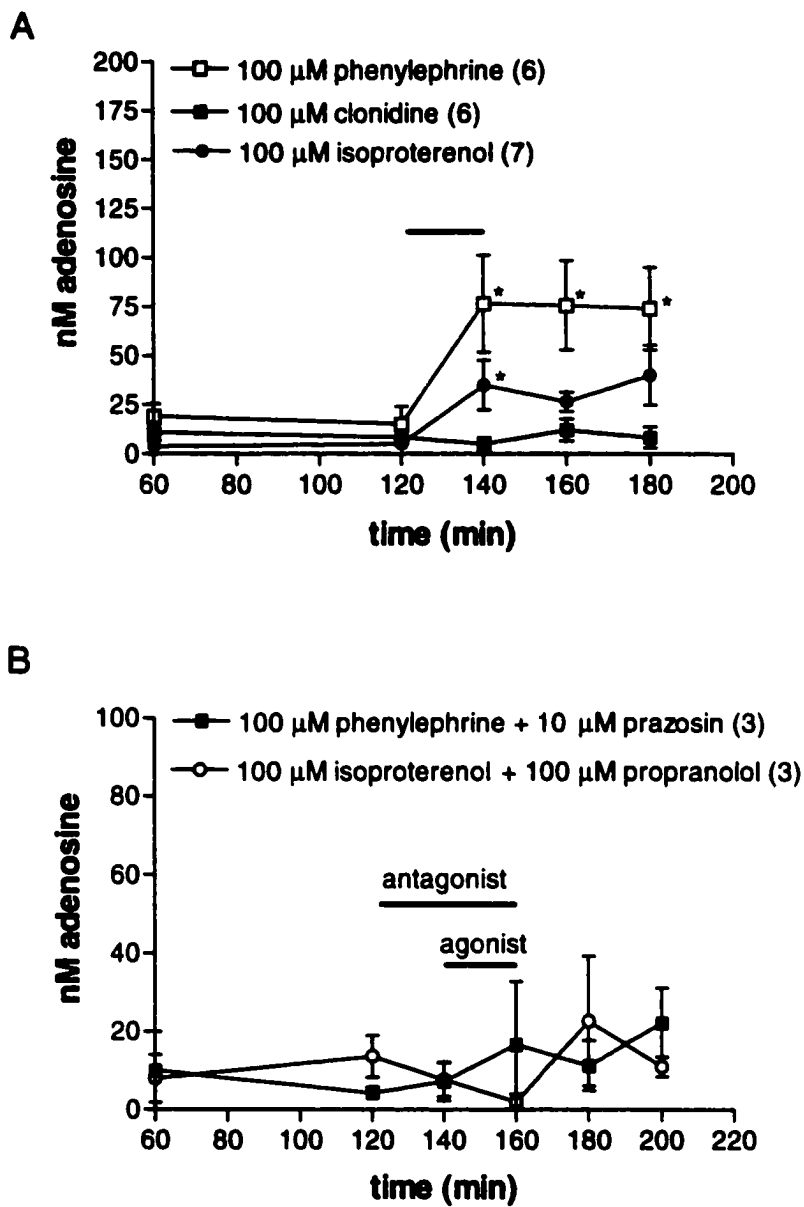 A
200
175
150
125
100
75
50
25
0
nM adenosine
100 μM phenylephrine (6)
100 μM clonidine (6)
100 μM isoproterenol (7)
*
*
*
*
60 80 100 120 140 160 180 200
time (min)
B
100
80
60
40
20
0
nM adenosine
100 μM phenylephrine + 10 μM prazosin (3)
100 μM isoproterenol + 100 μM propranolol (3)
antagonist
agonist
60 80 100 120 140 160 180 200 220
time (min)